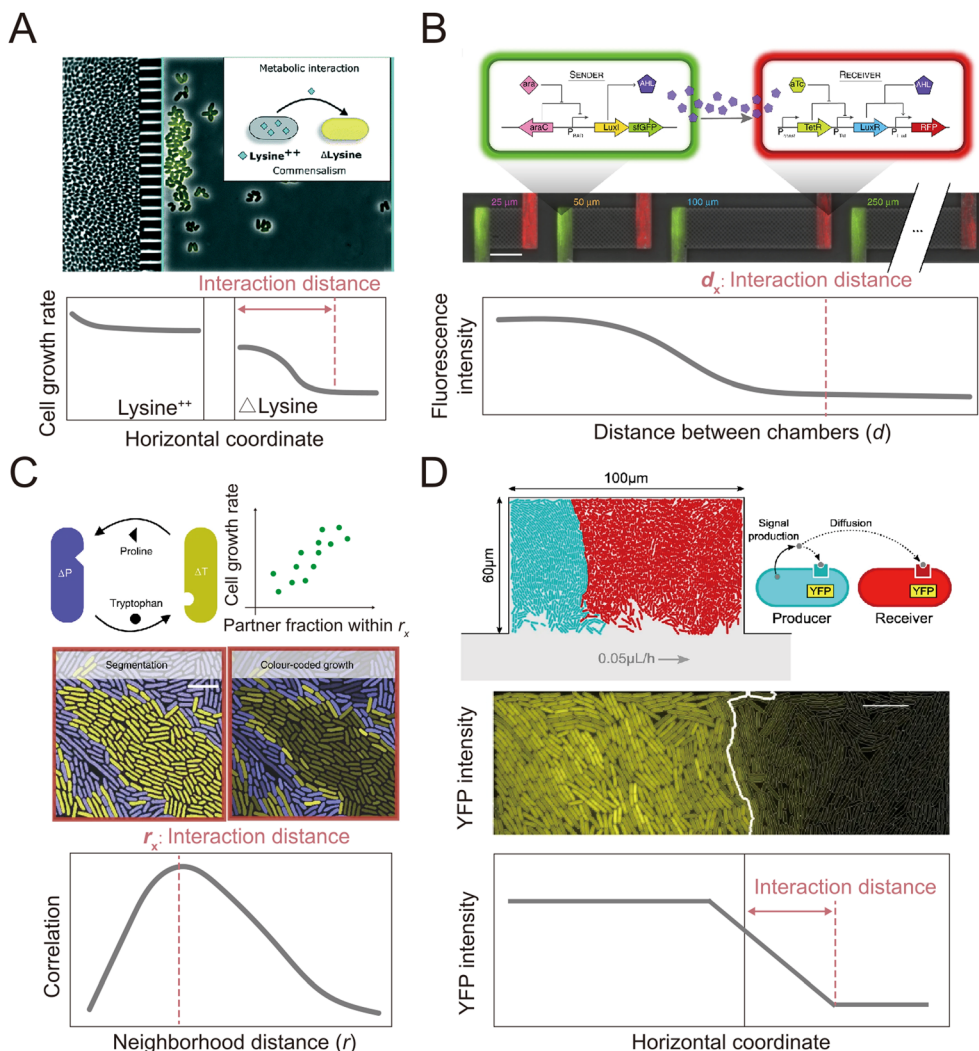 A
Metabolic interaction
Lysine++
ΔLysine
Commensalism
Interaction distance
Cell growth rate
Lysine++
△Lysine
Horizontal coordinate
B
ara
SENDER
AHL
araC
PBAD
LuxI
sfGFP
aTc
RECEIVER
AHL
TetR
PTet
LuxR
RFP
25 µm
50 µm
100 µm
250 µm
...
dx: Interaction distance
Fluorescence
intensity
Distance between chambers (d)
C
ΔP
Proline
ΔT
Tryptophan
Cell growth rate
Partner fraction within rx
Segmentation
Colour-coded growth
rx: Interaction distance
Correlation
Neighborhood distance (r)
D
100µm
60µm
0.05µL/h
Signal
production
Diffusion
YFP
Producer
YFP
Receiver
YFP intensity
YFP intensity
Interaction distance
Horizontal coordinate